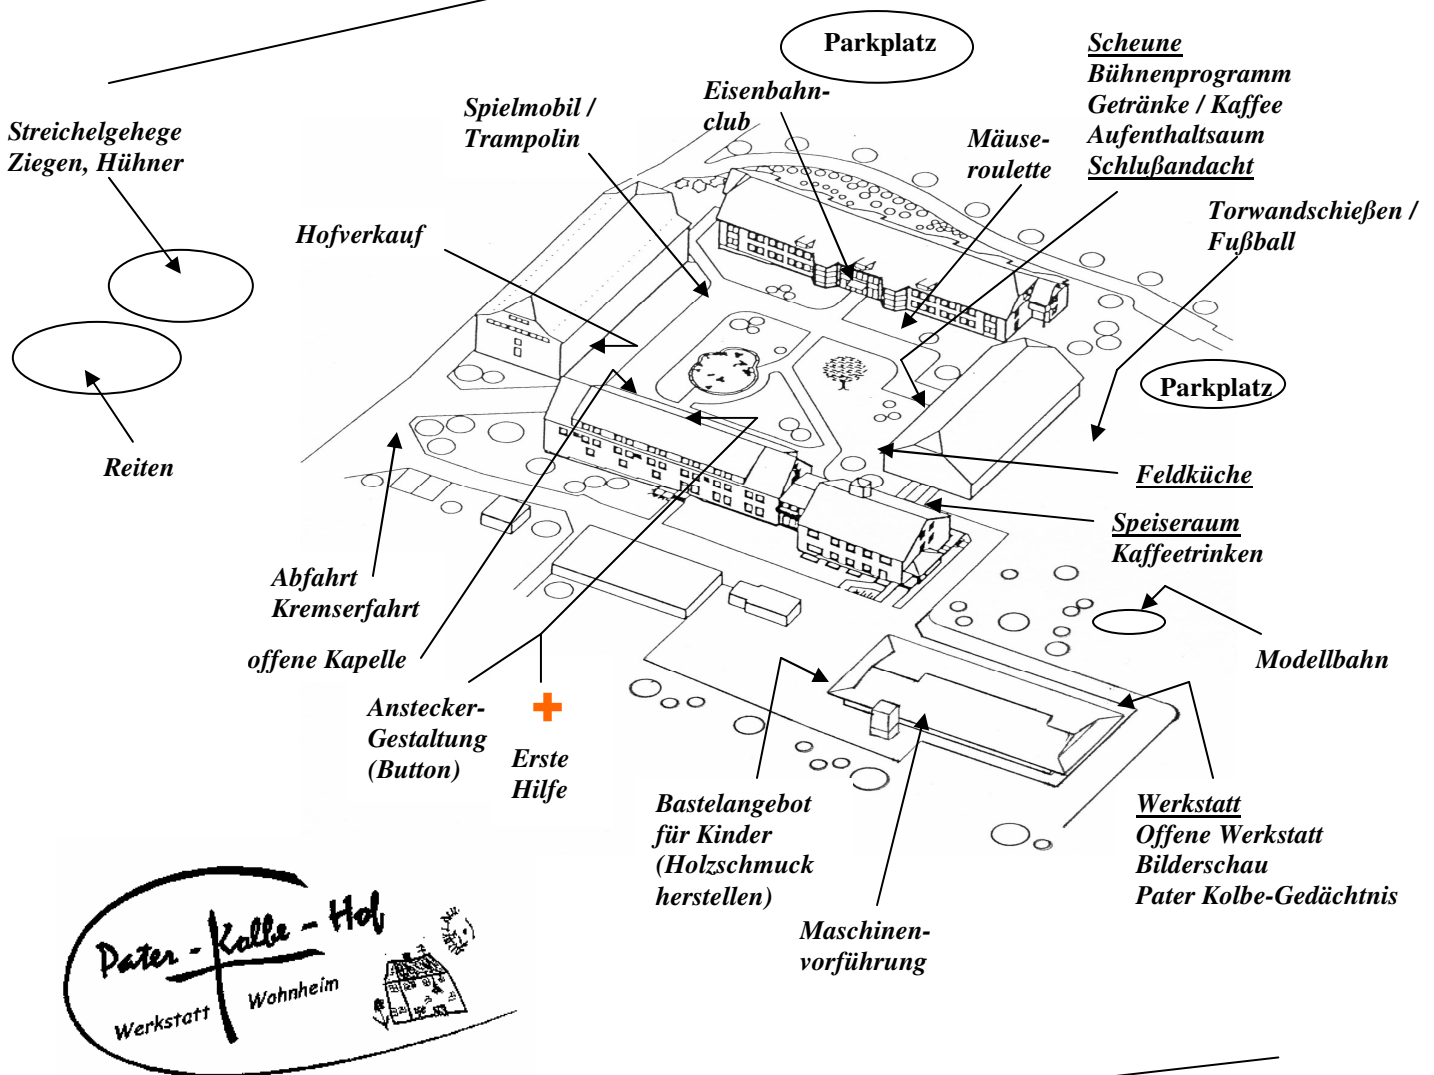 Parkplatz
Scheune
Bühnenprogramm
Getränke / Kaffee
Aufenthaltsaum
Schlußandacht
Eisenbahn-
club
Spielmobil /
Trampolin
Mäuse-
roulette
Streichelgehege
Ziegen, Hühner
Torwandschießen /
Fußball
Hofverkauf
Parkplatz
Reiten
Feldküche
Speiseraum
Kaffeetrinken
Abfahrt
Kremserfahrt
offene Kapelle
Modellbahn
Anstecker-
Gestaltung
(Button)
Erste
Hilfe
Bastelangebot
für Kinder
(Holzschmuck
herstellen)
Maschinen-
vorführung
Werkstatt
Offene Werkstatt
Bilderschau
Pater Kolbe-Gedächtnis
Pater - Kolbe - Hof
Werkstatt Wohnheim